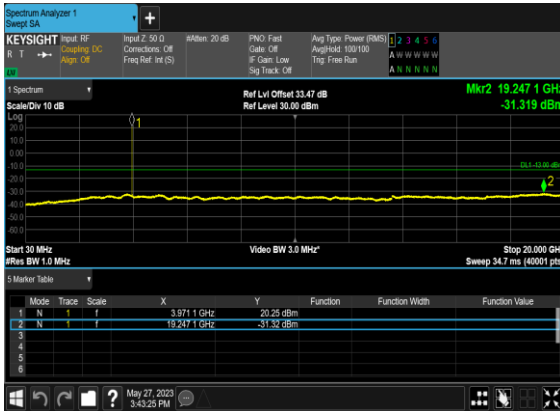 Spectrum Analyzer 1
Swept SA
+
KEYSIGHT Input: RF Input Z: 50 Ω #Atten: 20 dB PNO: Fast Avg Type: Power (RMS) 1 2 3 4 5 6
R T Coupling: DC Corrections: Off Gate: Off Avg|Hold: 100/100 A W W W W W
Align: Off Freq Ref: Int (S) IF Gain: Low Trig: Free Run
Sig Track: Off A N N N N N
LXI
1 Spectrum Ref Lvl Offset 33.47 dB Mkr2 19.247 1 GHz
Scale/Div 10 dB Ref Level 30.00 dBm -31.319 dBm
Log
20.0
10.0
0.00
-10.0
-20.0
-30.0
-40.0
-50.0
-60.0
1
DL1 -13.00 dBm
2
Start 30 MHz Video BW 3.0 MHz* Stop 20.000 GHz
#Res BW 1.0 MHz Sweep 34.7 ms (40001 pts)
5 Marker Table
Mode Trace Scale X Y Function Function Width Function Value
1 N 1 f 3.971 1 GHz 20.25 dBm
2 N 1 f 19.247 1 GHz -31.32 dBm
3
4
5
6
? May 27, 2023
3:43:25 PM